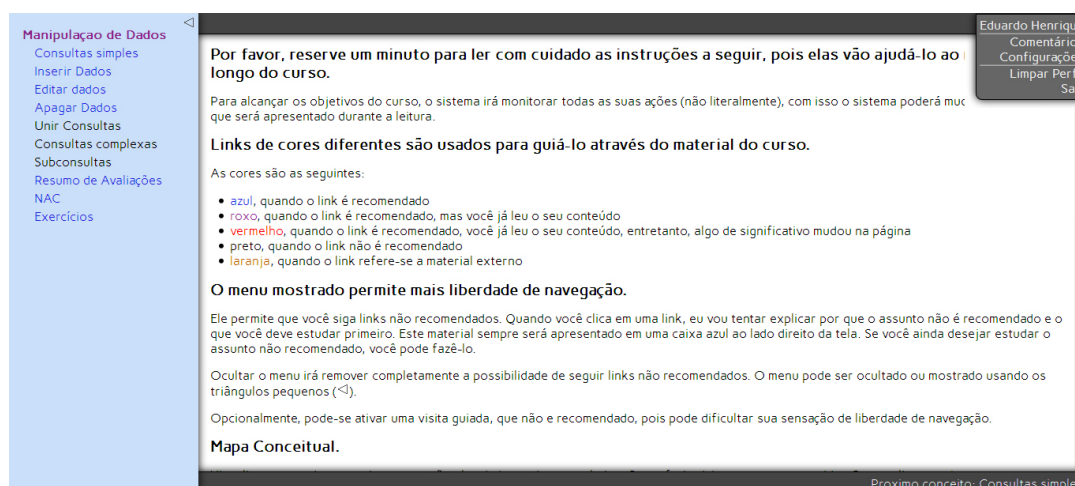 Manipulaçao de Dados
Consultas simples
Inserir Dados
Editar dados
Apagar Dados
Unir Consultas
Consultas complexas
Subconsultas
Resumo de Avaliações
NAC
Exercícios
Eduardo Henriqu
Comentário
Configuraçõe
Limpar Perf
Sa
Por favor, reserve um minuto para ler com cuidado as instruções a seguir, pois elas vão ajudá-lo ao
longo do curso.
Para alcançar os objetivos do curso, o sistema irá monitorar todas as suas ações (não literalmente), com isso o sistema poderá mud
que será apresentado durante a leitura.
Links de cores diferentes são usados para guiá-lo através do material do curso.
As cores são as seguintes:
azul, quando o link é recomendado
roxo, quando o link é recomendado, mas você já leu o seu conteúdo
vermelho, quando o link é recomendado, você já leu o seu conteúdo, entretanto, algo de significativo mudou na página
preto, quando o link não é recomendado
laranja, quando o link refere-se a material externo
O menu mostrado permite mais liberdade de navegação.
Ele permite que você siga links não recomendados. Quando você clica em uma link, eu vou tentar explicar por que o assunto não é recomendado e o
que você deve estudar primeiro. Este material sempre será apresentado em uma caixa azul ao lado direito da tela. Se você ainda desejar estudar o
assunto não recomendado, você pode fazê-lo.
Ocultar o menu irá remover completamente a possibilidade de seguir links não recomendados. O menu pode ser ocultado ou mostrado usando os
triângulos pequenos (◁).
Opcionalmente, pode-se ativar uma visita guiada, que não e recomendado, pois pode dificultar sua sensação de liberdade de navegação.
Mapa Conceitual.
Proximo conceito: Consultas simple